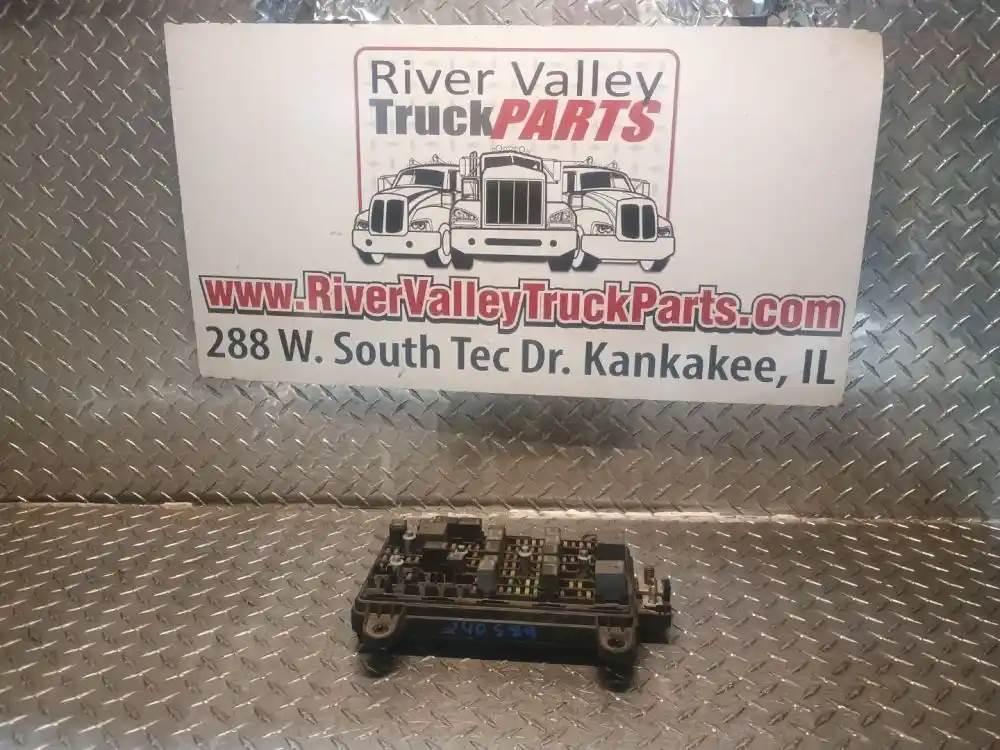 River Valley
TruckPARTS
www.RiverValleyTruckParts.com
288 W. South Tec Dr. Kankakee, IL